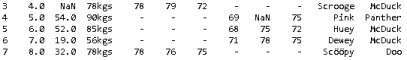 3 4.0 NaN 78kgs 78 79 72 - - - Scrooge McDuck
4 5.0 54.0 90kgs - - - 69 NaN 75 Pink Panther
5 6.0 52.0 85kgs - - - 68 75 72 Huey McDuck
6 7.0 19.0 56kgs - - - 71 78 75 Dewey McDuck
7 8.0 32.0 78kgs 78 76 75 - - - Scööpy Doo